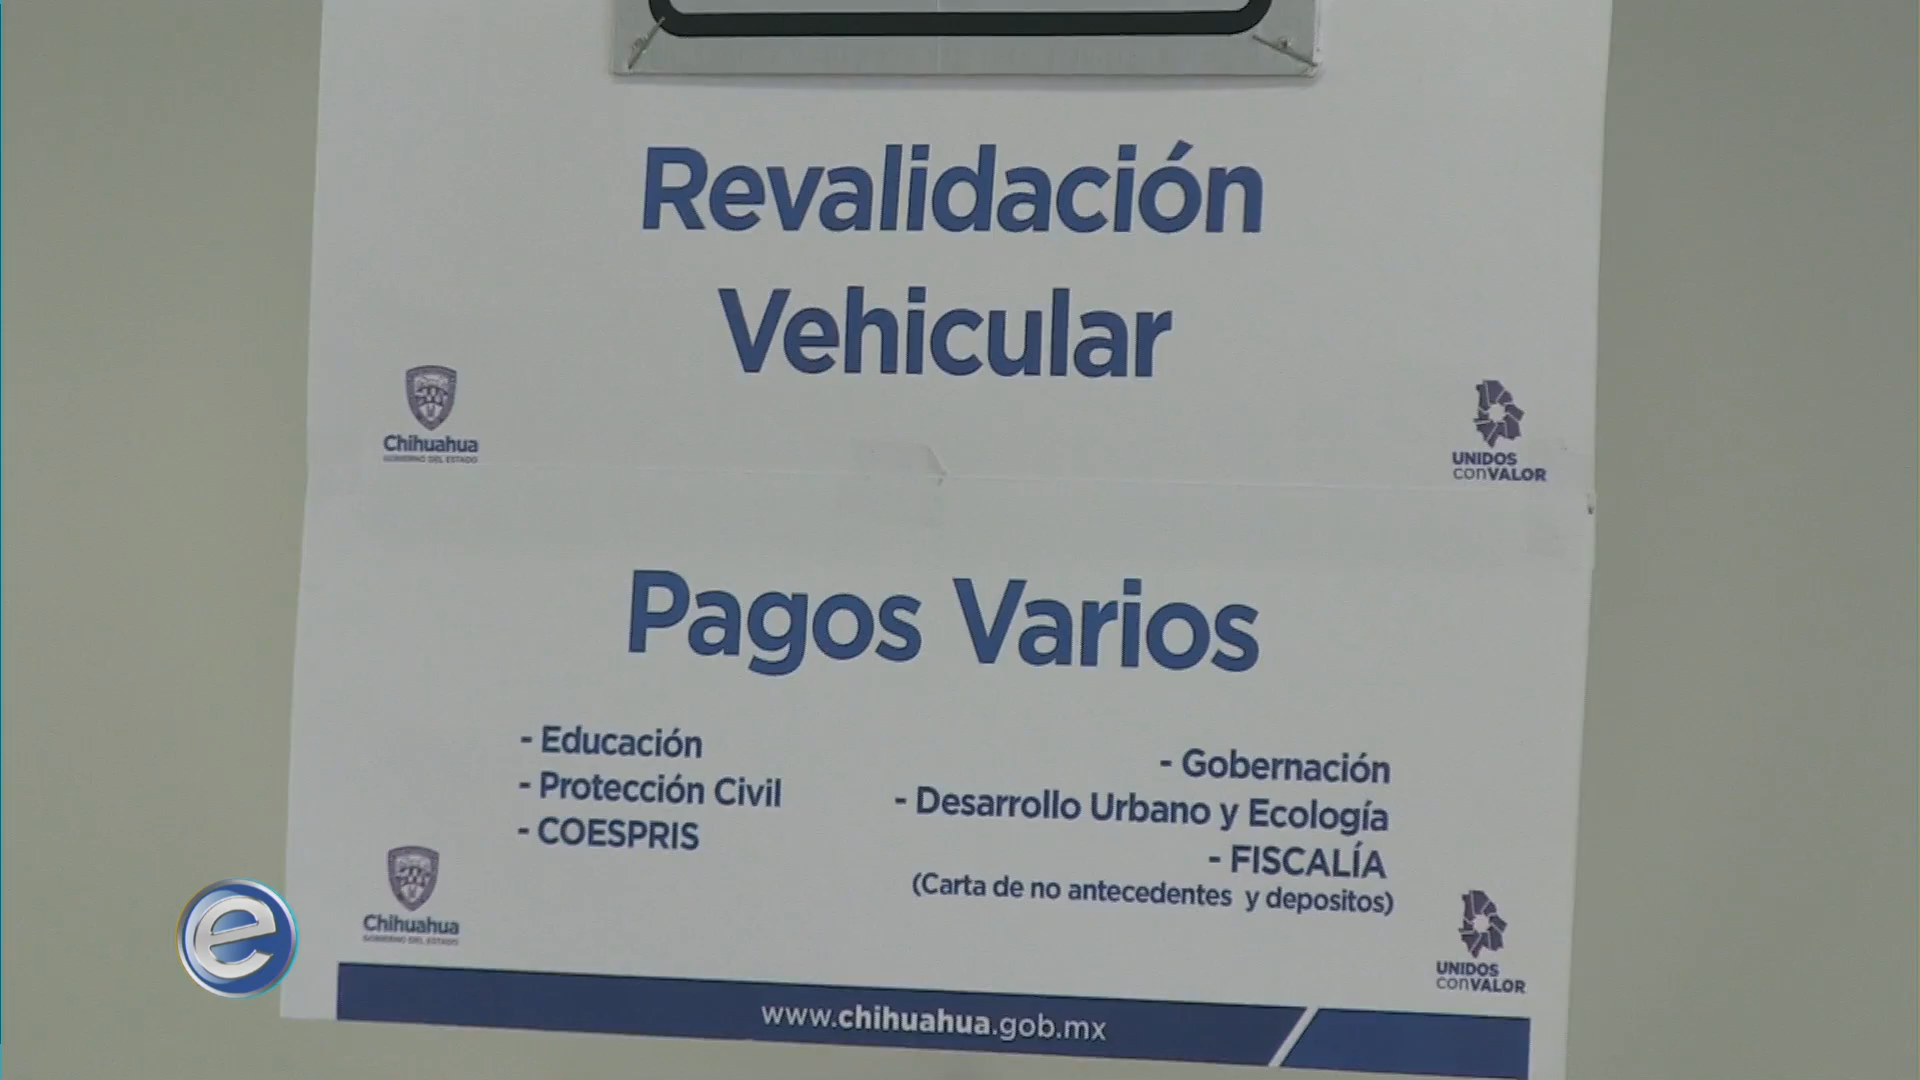 Revalidación
Vehicular
Chihuahua
GOBIERNO DEL ESTADO
UNIDOS
conVALOR
Pagos Varios
- Educación
- Protección Civil
- COESPRIS
- Gobernación
- Desarrollo Urbano y Ecología
- FISCALÍA
(Carta de no antecedentes y depositos)
Chihuahua
GOBIERNO DEL ESTADO
UNIDOS
conVALOR
e
www.chihuahua.gob.mx